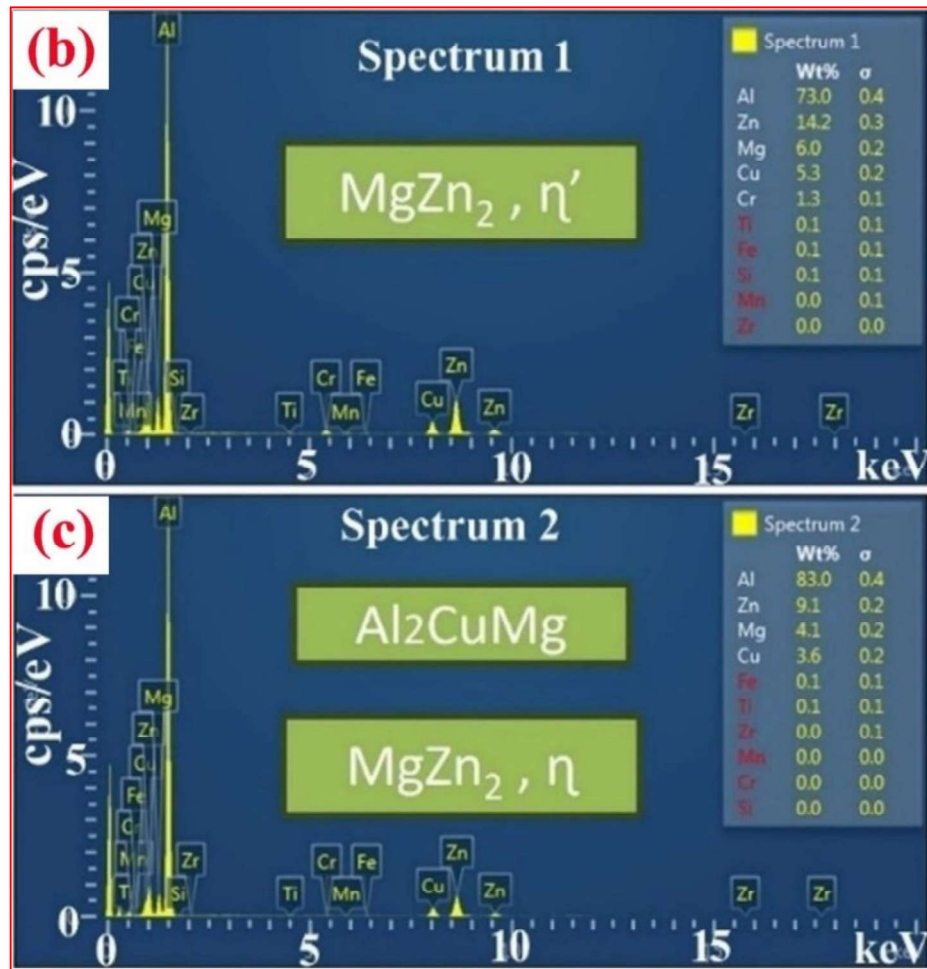 (b)
Spectrum 1
MgZn₂ , η’
Spectrum 1
Wt% σ
Al 73.0 0.4
Zn 14.2 0.3
Mg 6.0 0.2
Cu 5.3 0.2
Cr 1.3 0.1
Ti 0.1 0.1
Fe 0.1 0.1
Si 0.1 0.1
Mn 0.0 0.1
Zr 0.0 0.0
cps/eV
10
5
0
Al
Mg
Zn
Cu
Cr
Fe
Ti Si
Mn Zr
Ti Cr Mn Fe Cu Zn Zn Zr Zr
0 5 10 15 keV
(c)
Spectrum 2
Al2CuMg
MgZn₂ , η
Spectrum 2
Wt% σ
Al 83.0 0.4
Zn 9.1 0.2
Mg 4.1 0.2
Cu 3.6 0.2
Fe 0.1 0.1
Ti 0.1 0.1
Zr 0.0 0.1
Mn 0.0 0.0
Cr 0.0 0.0
Si 0.0 0.0
cps/eV
10
5
0
Al
Mg
Zn
Fe
Mn Zr
Ti Si
Ti Cr Mn Fe Cu Zn Zn Zr Zr
0 5 10 15 keV